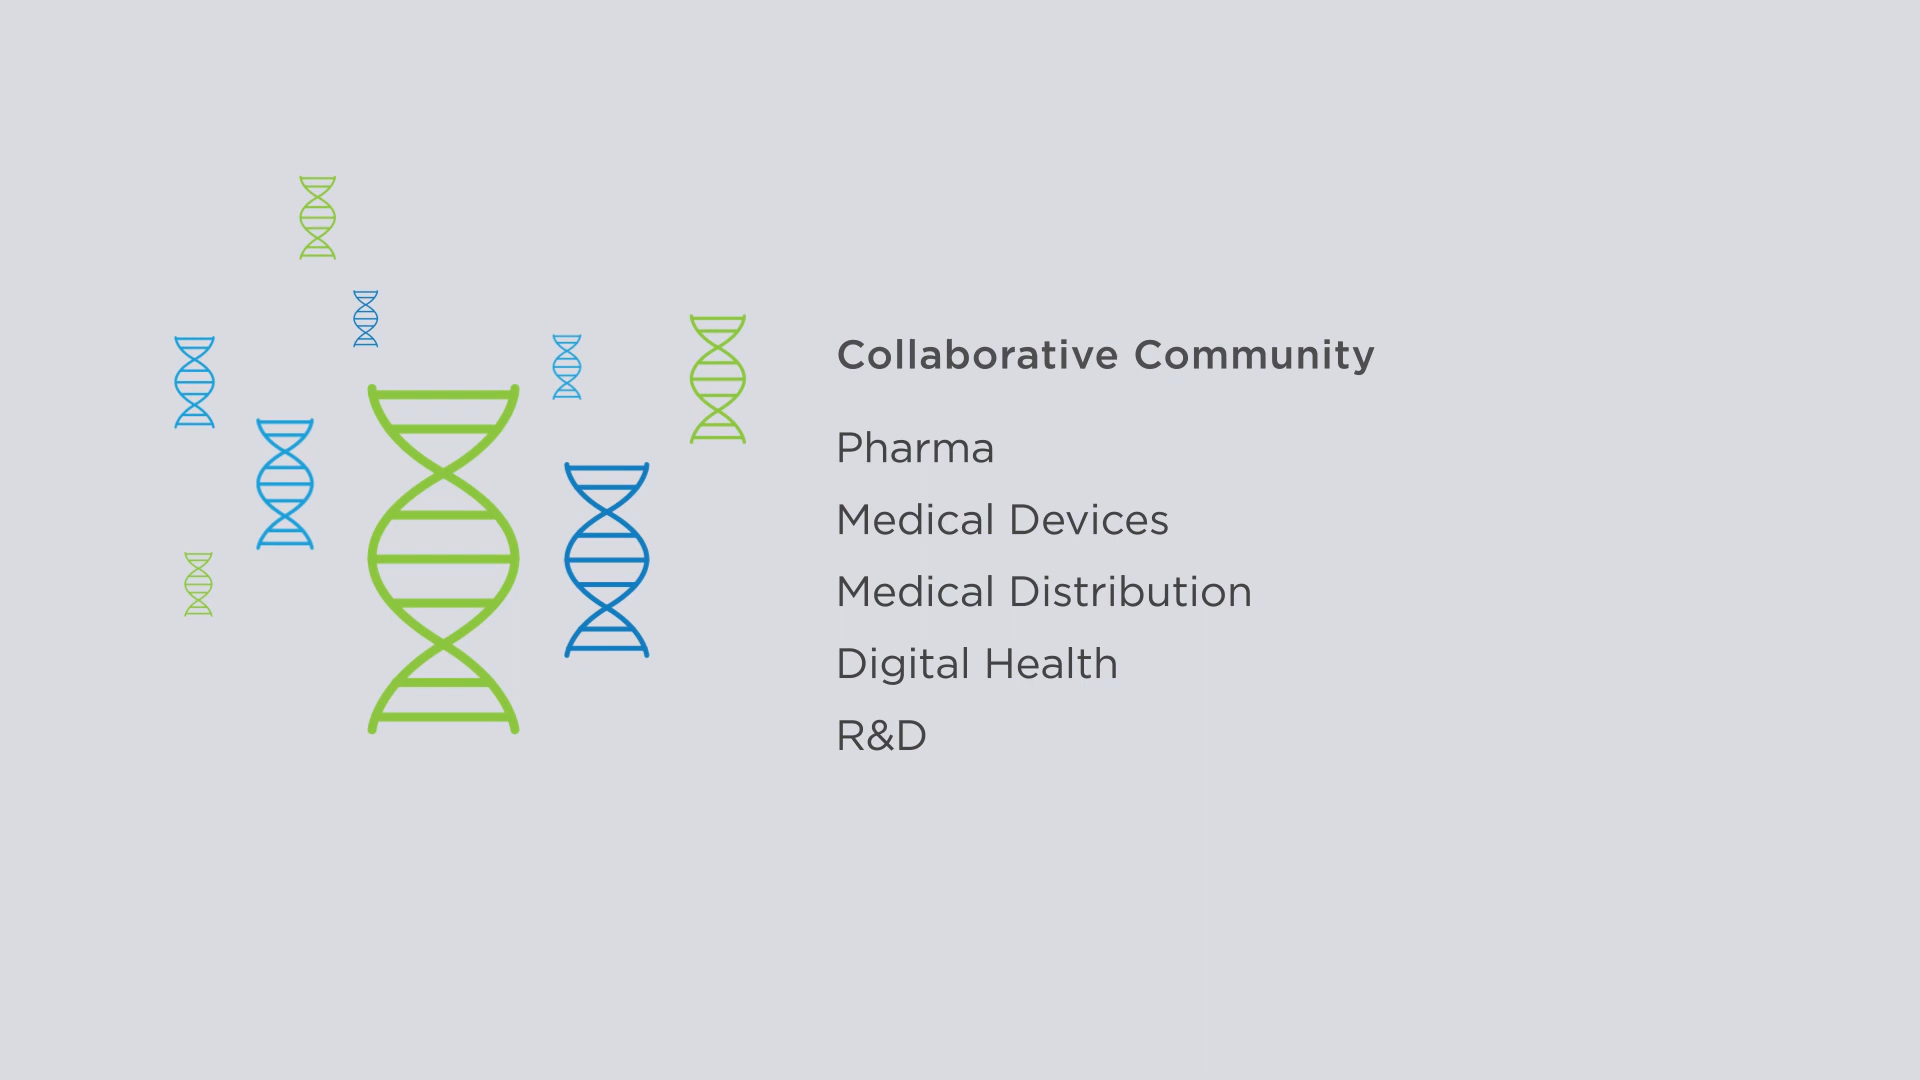 Collaborative Community
Pharma
Medical Devices
Medical Distribution
Digital Health
R&D